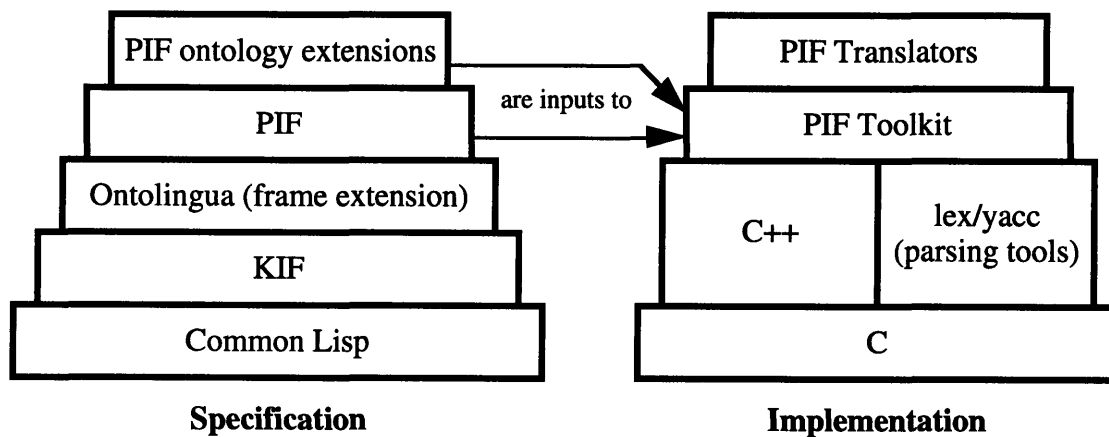 PIF ontology extensions
PIF
Ontolingua (frame extension)
KIF
Common Lisp
Specification
are inputs to
PIF Translators
PIF Toolkit
C++
lex/yacc
(parsing tools)
C
Implementation